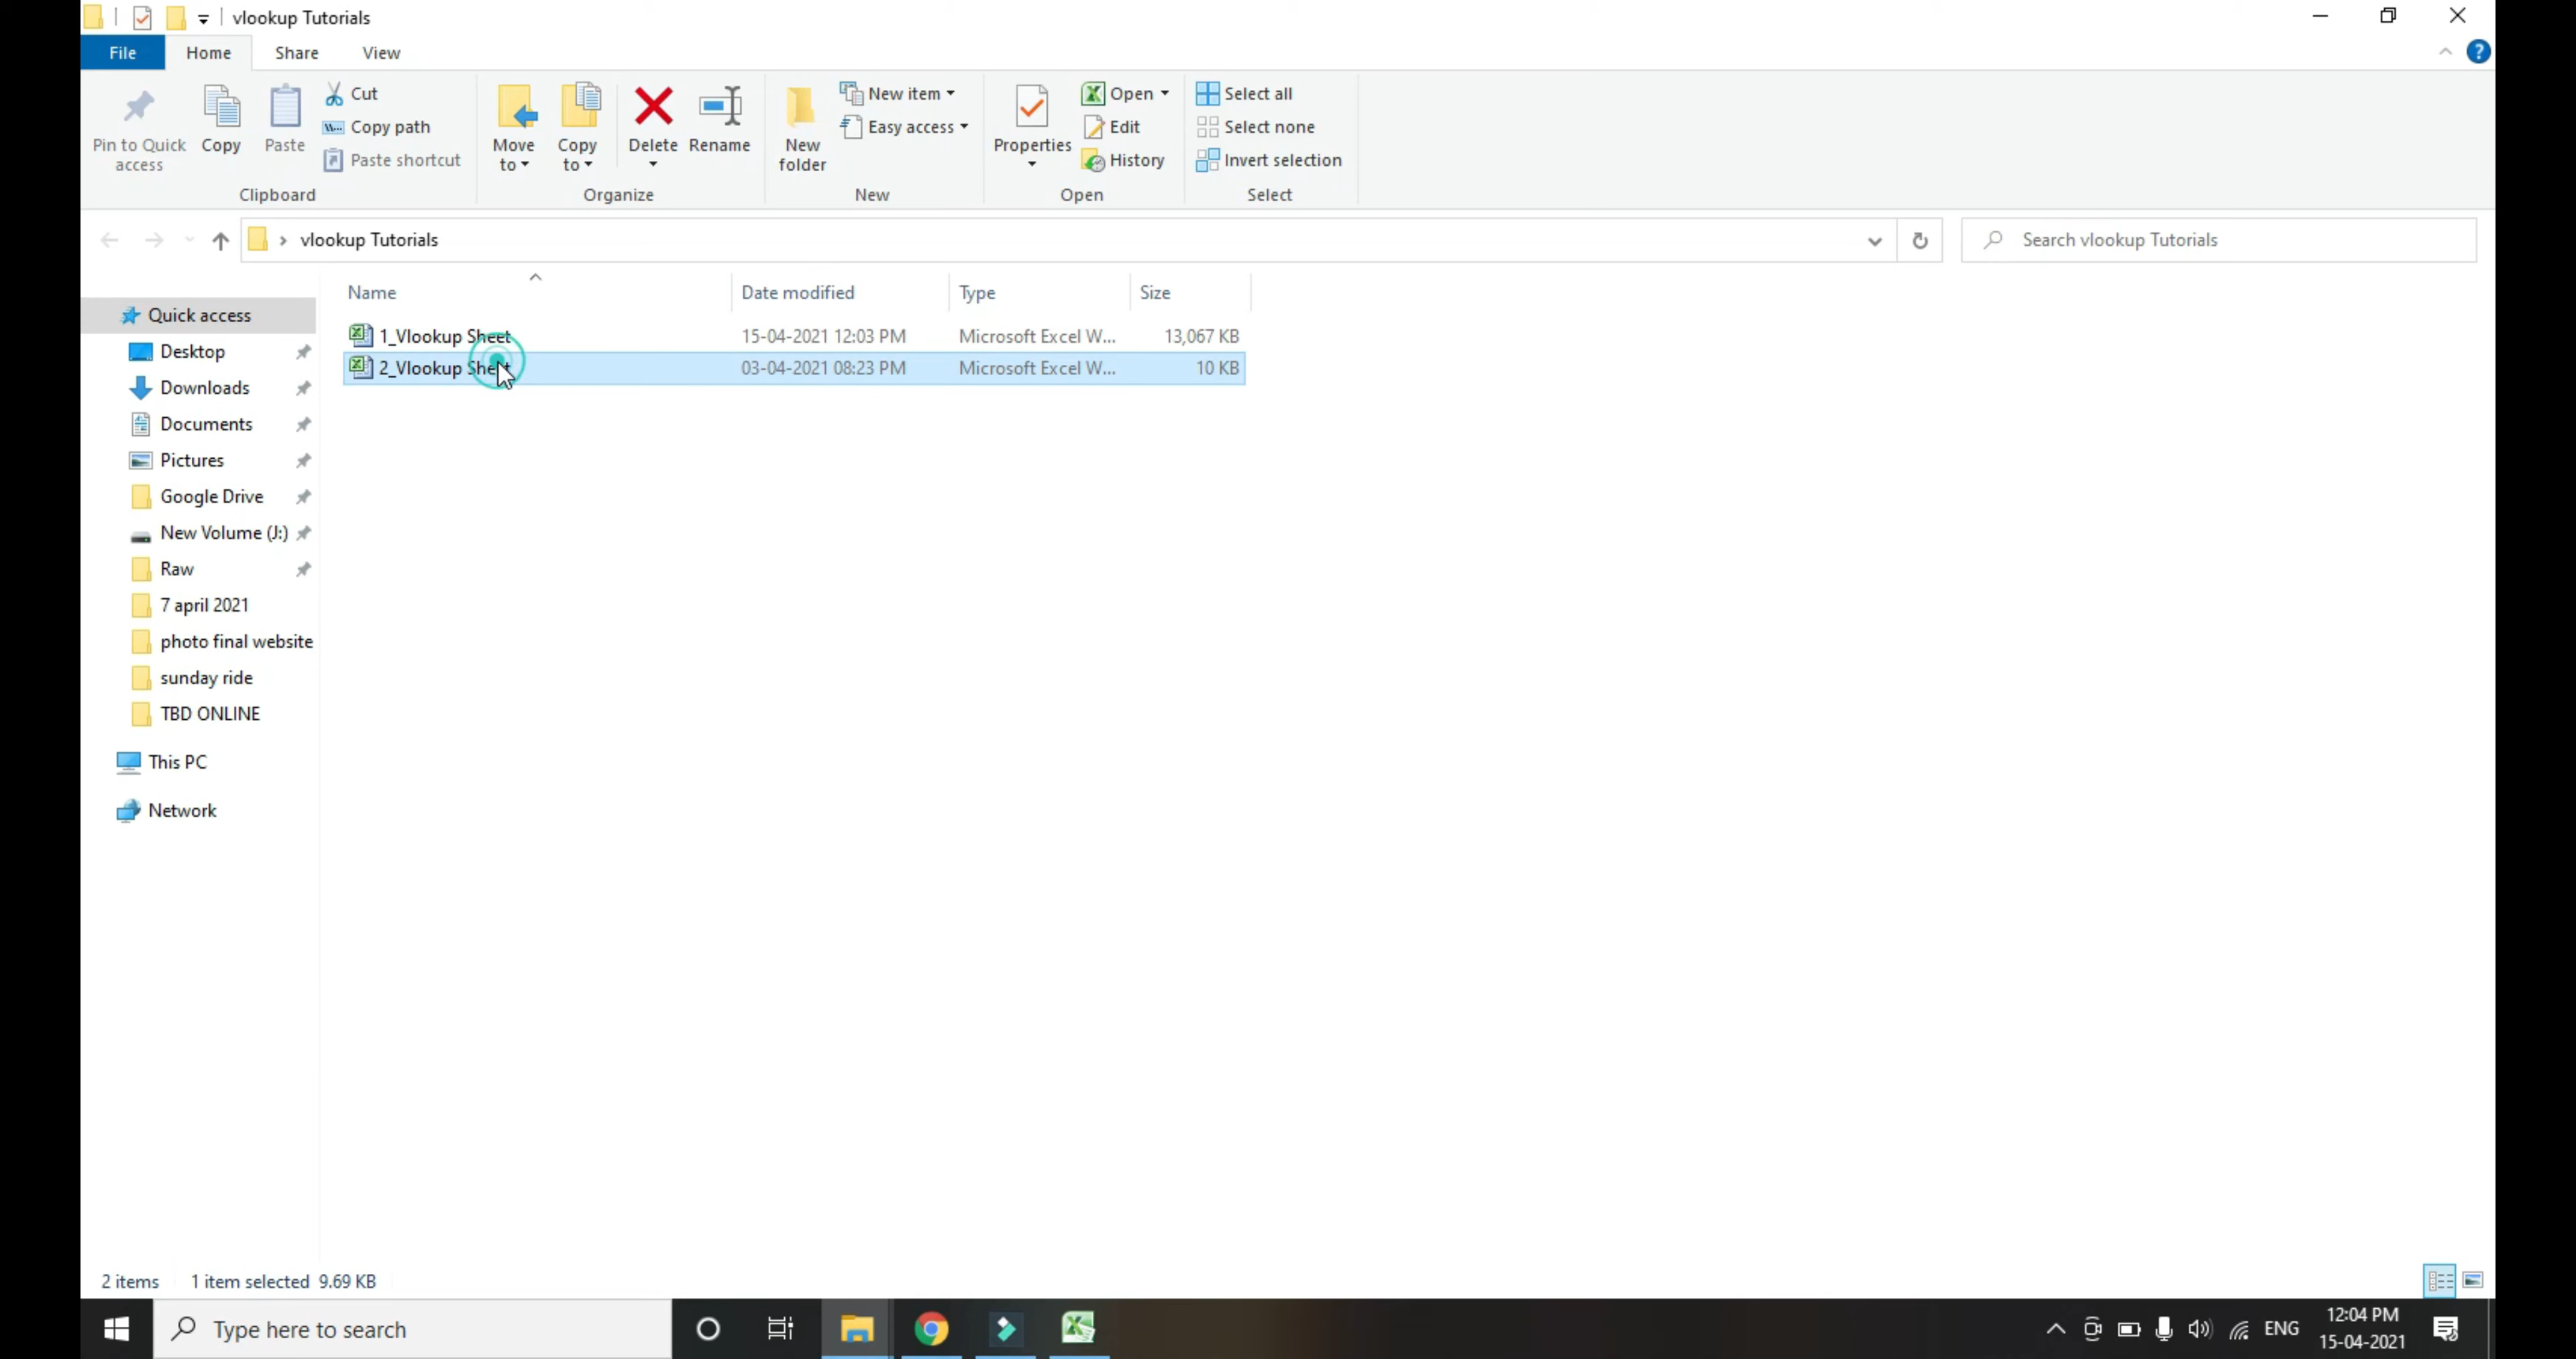 vlookup Tutorials
File Home Share View
Pin to Quick access
Copy
Paste
Cut
Copy path
Paste shortcut
Clipboard
Move to
Copy to
Delete
Rename
Organize
New folder
New item
Easy access
New
Properties
Open
Edit
History
Open
Select all
Select none
Invert selection
Select
vlookup Tutorials
Search vlookup Tutorials
Name Date modified Type Size
1_Vlookup Sheet 15-04-2021 12:03 PM Microsoft Excel W... 13,067 KB
2_Vlookup Sheet 03-04-2021 08:23 PM Microsoft Excel W... 10 KB
Quick access
Desktop
Downloads
Documents
Pictures
Google Drive
New Volume (J:)
Raw
7 april 2021
photo final website
sunday ride
TBD ONLINE
This PC
Network
2 items 1 item selected 9.69 KB
Type here to search
ENG
12:04 PM
15-04-2021